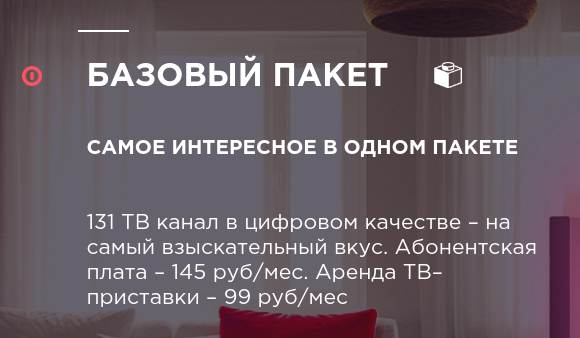 БАЗОВЫЙ ПАКЕТ
САМОЕ ИНТЕРЕСНОЕ В ОДНОМ ПАКЕТЕ
131 ТВ канал в цифровом качестве – на
самый взыскательный вкус. Абонентская
плата – 145 руб/мес. Аренда ТВ–
приставки – 99 руб/мес